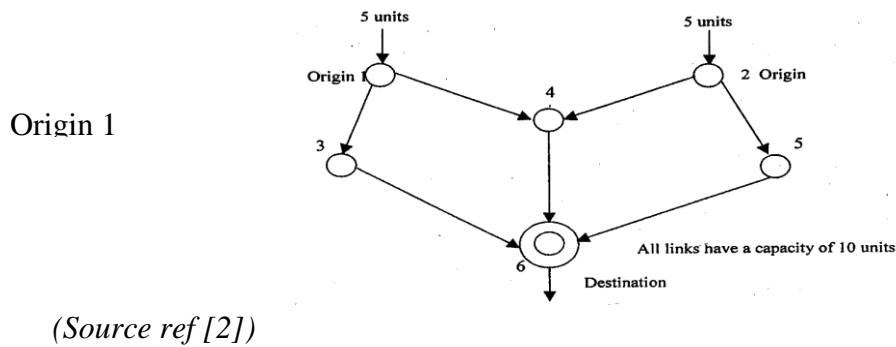 5 units
5 units
Origin 1
2 Origin
4
Origin 1
3
5
All links have a capacity of 10 units
6
Destination
(Source ref [2])